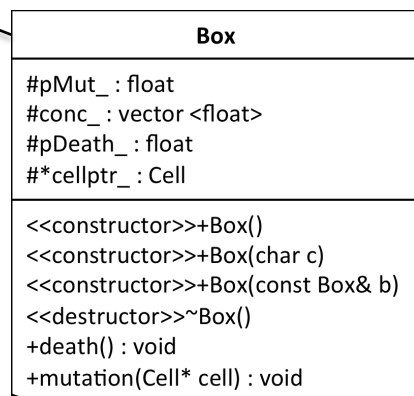 Box
#pMut_ : float
#conc_ : vector <float>
#pDeath_ : float
#*cellptr_ : Cell
<<constructor>>+Box()
<<constructor>>+Box(char c)
<<constructor>>+Box(const Box& b)
<<destructor>>~Box()
+death() : void
+mutation(Cell* cell) : void